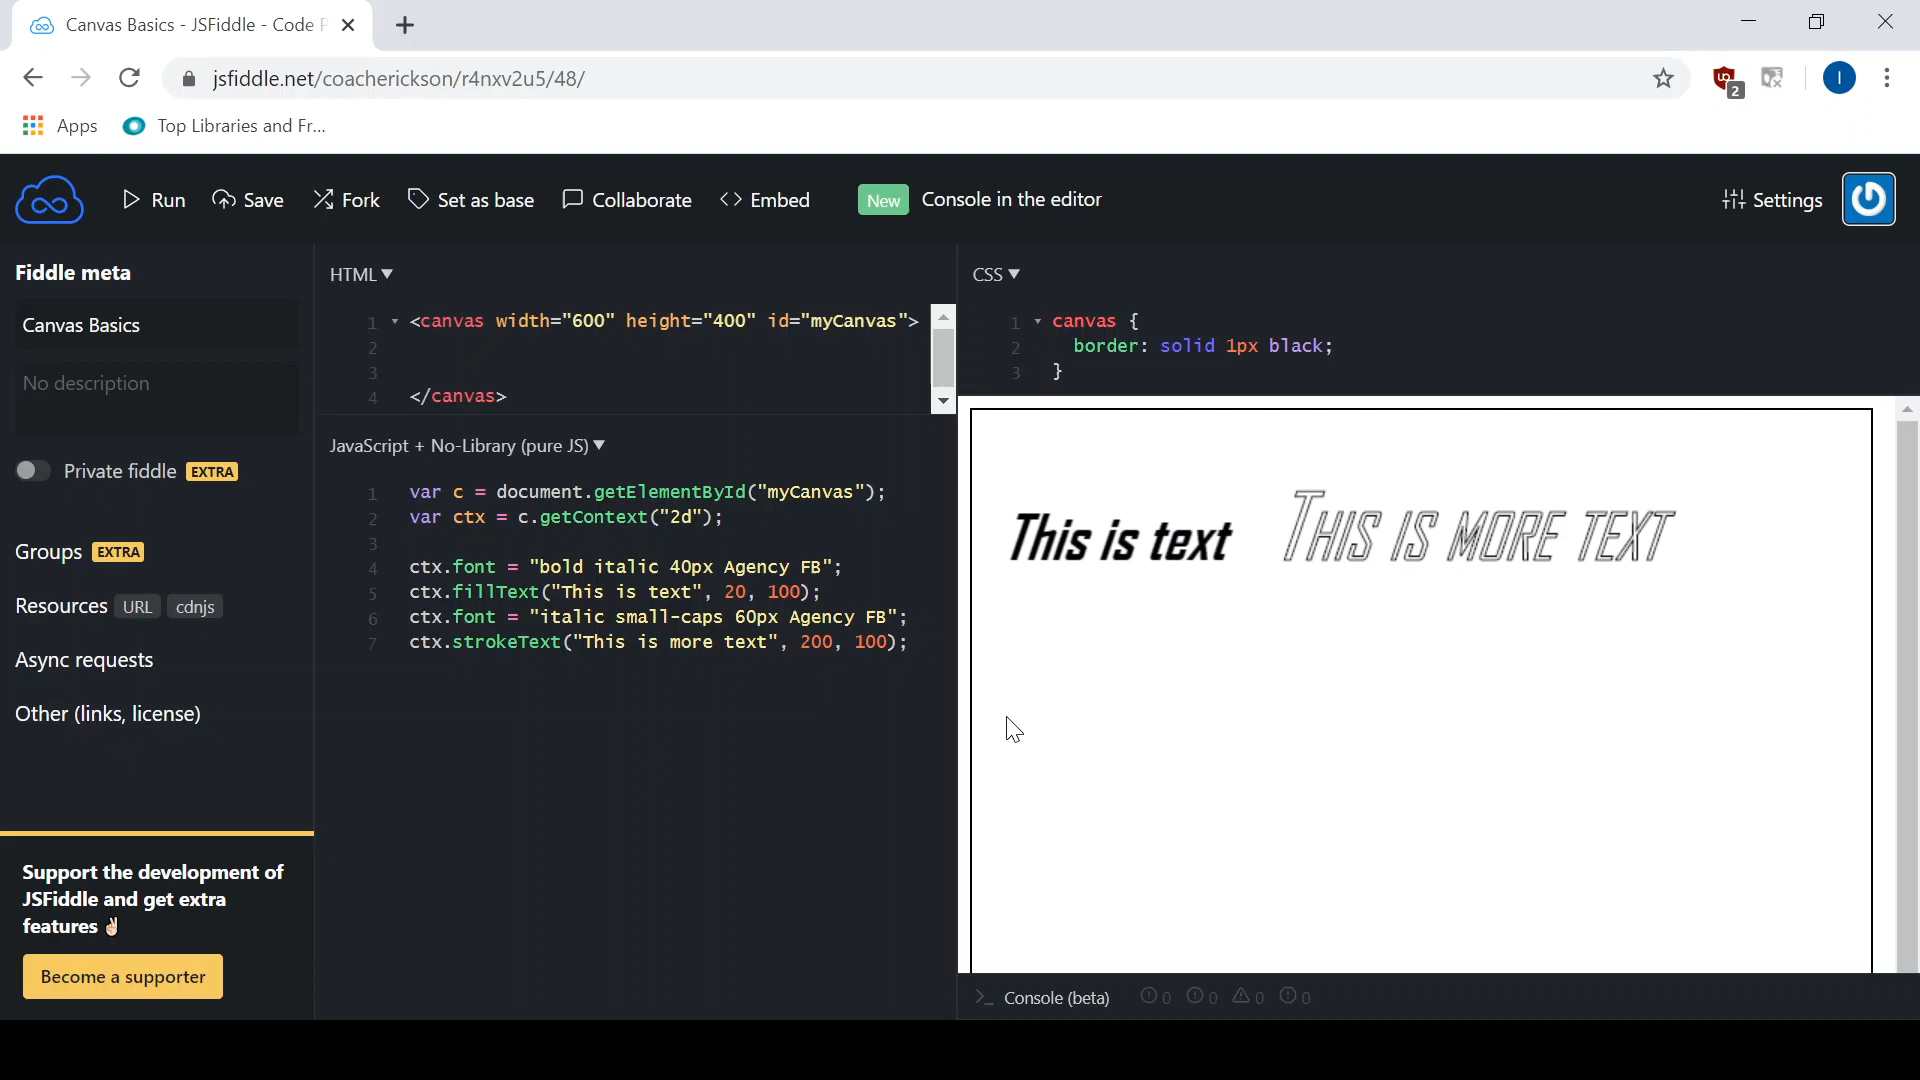 Canvas Basics - JSFiddle - Code P
jsfiddle.net/coacherickson/r4nxv2u5/48/
2
I
Apps
Top Libraries and Fr...
Run
Save
Fork
Set as base
Collaborate
Embed
New
Console in the editor
Settings
Fiddle meta
Canvas Basics
No description
Private fiddle EXTRA
Groups EXTRA
Resources URL cdnjs
Async requests
Other (links, license)
Support the development of
JSFiddle and get extra
features ✌🏻
Become a supporter
HTML▼
1 <canvas width="600" height="400" id="myCanvas">
2
3
4 </canvas>
JavaScript + No-Library (pure JS)▼
1 var c = document.getElementById("myCanvas");
2 var ctx = c.getContext("2d");
3
4 ctx.font = "bold italic 40px Agency FB";
5 ctx.fillText("This is text", 20, 100);
6 ctx.font = "italic small-caps 60px Agency FB";
7 ctx.strokeText("This is more text", 200, 100);
CSS▼
1 canvas {
2 border: solid 1px black;
3 }
This is text
This is more text
>_ Console (beta)
0 0 0 0